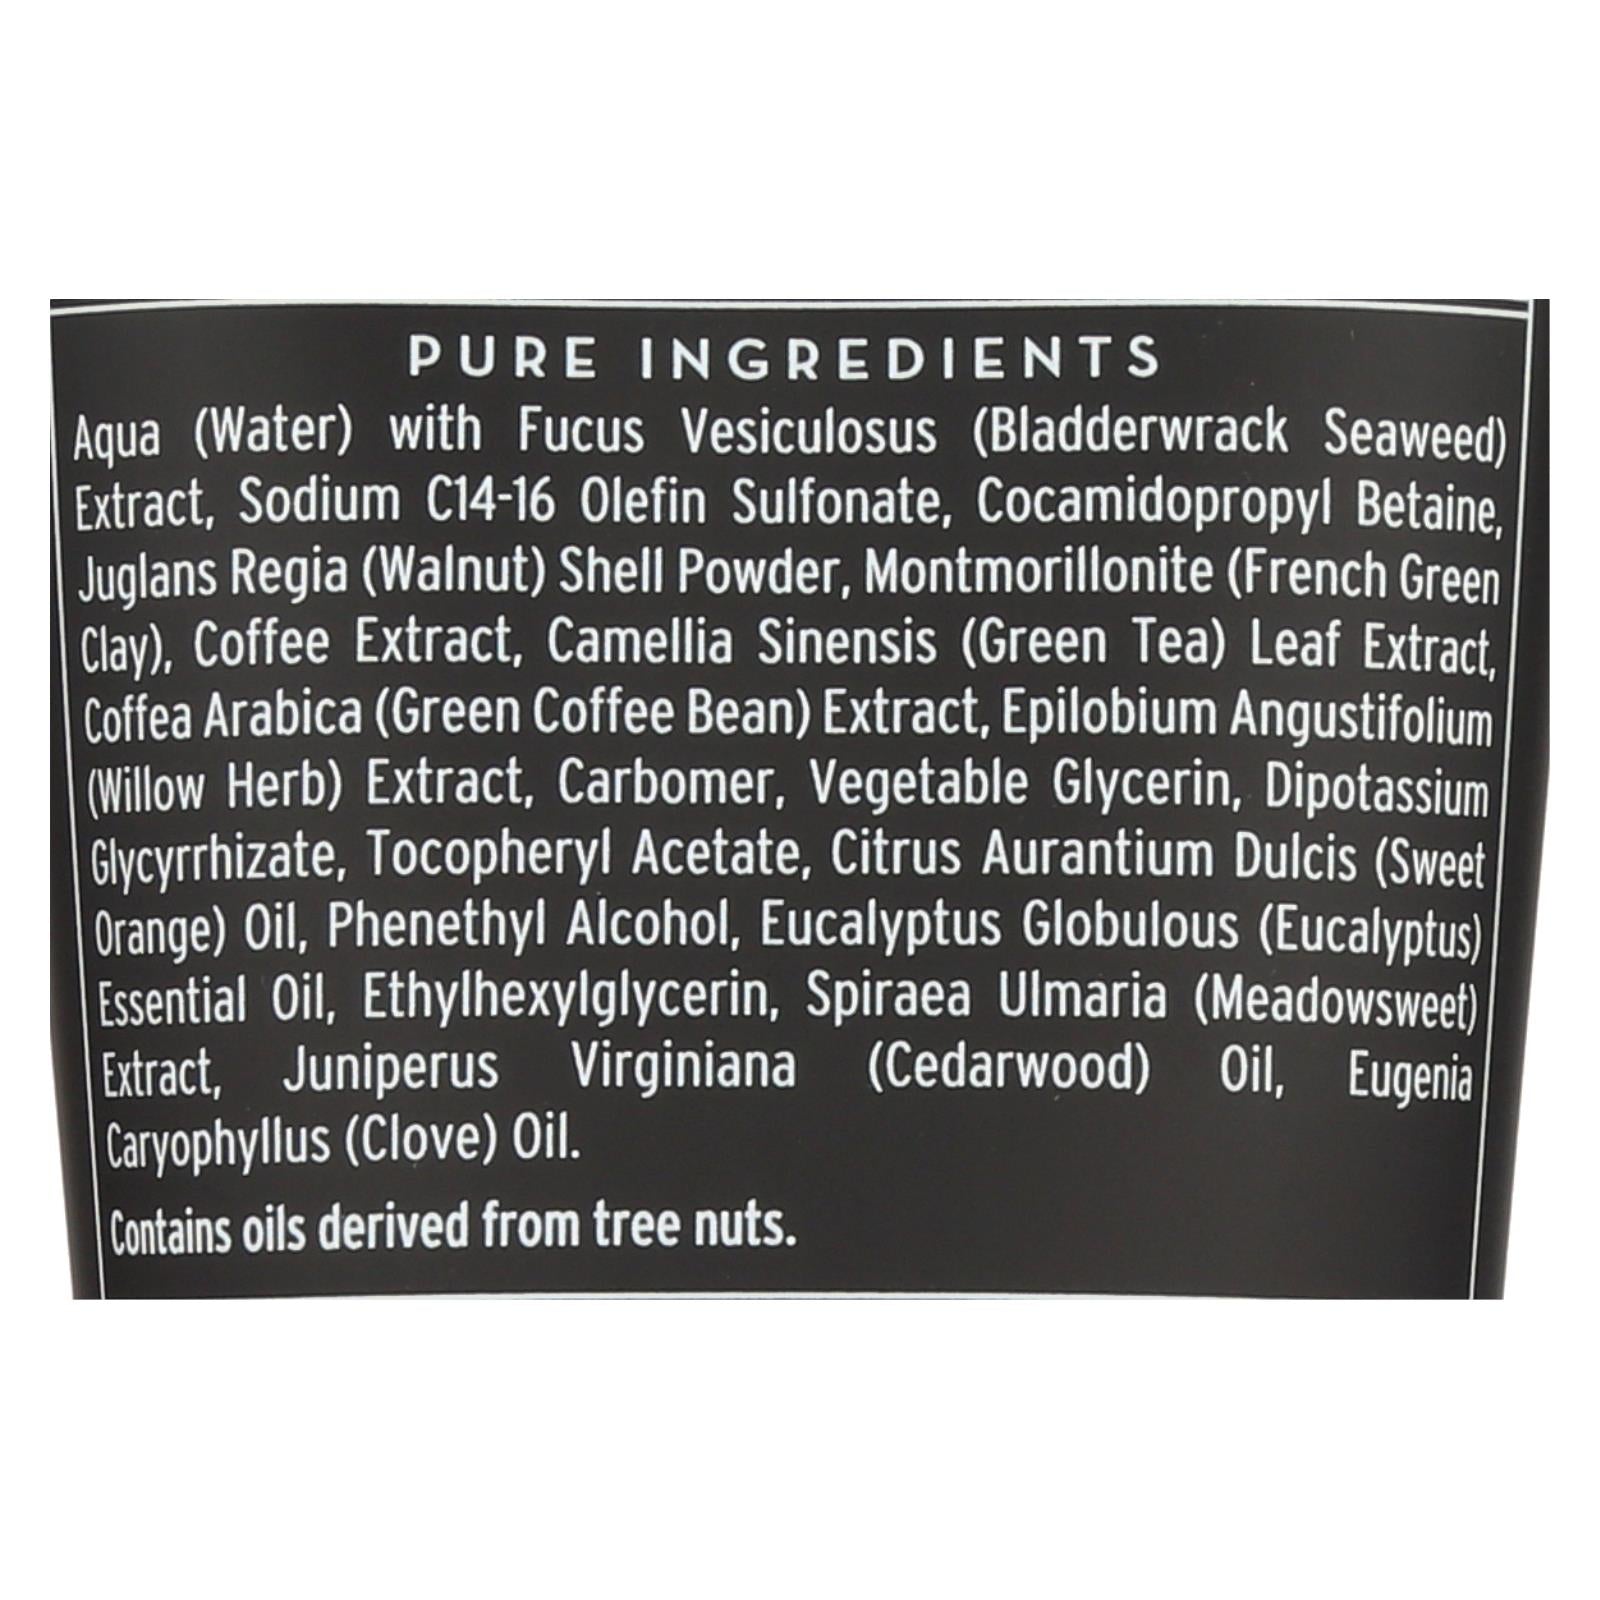 PURE INGREDIENTS
Aqua (Water) with Fucus Vesiculosus (Bladderwrack Seaweed)
Extract, Sodium C14-16 Olefin Sulfonate, Cocamidopropyl Betaine,
Juglans Regia (Walnut) Shell Powder, Montmorillonite (French Green
Clay), Coffee Extract, Camellia Sinensis (Green Tea) Leaf Extract,
Coffea Arabica (Green Coffee Bean) Extract, Epilobium Angustifolium
(Willow Herb) Extract, Carbomer, Vegetable Glycerin, Dipotassium
Glycyrrhizate, Tocopheryl Acetate, Citrus Aurantium Dulcis (Sweet
Orange) Oil, Phenethyl Alcohol, Eucalyptus Globulous (Eucalyptus)
Essential Oil, Ethylhexylglycerin, Spiraea Ulmaria (Meadowsweet)
Extract, Juniperus Virginiana (Cedarwood) Oil, Eugenia
Caryophyllus (Clove) Oil.
Contains oils derived from tree nuts.